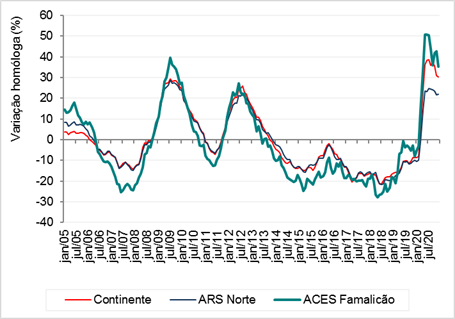 Variação homóloga (%)
60
50
40
30
20
10
0
-10
-20
-30
-40
jan/05
jul/05
jan/06
jul/06
jan/07
jul/07
jan/08
jul/08
jan/09
jul/09
jan/10
jul/10
jan/11
jul/11
jan/12
jul/12
jan/13
jul/13
jan/14
jul/14
jan/15
jul/15
jan/16
jul/16
jan/17
jul/17
jan/18
jul/18
jan/19
jul/19
jan/20
jul/20
Continente
ARS Norte
ACES Famalicão